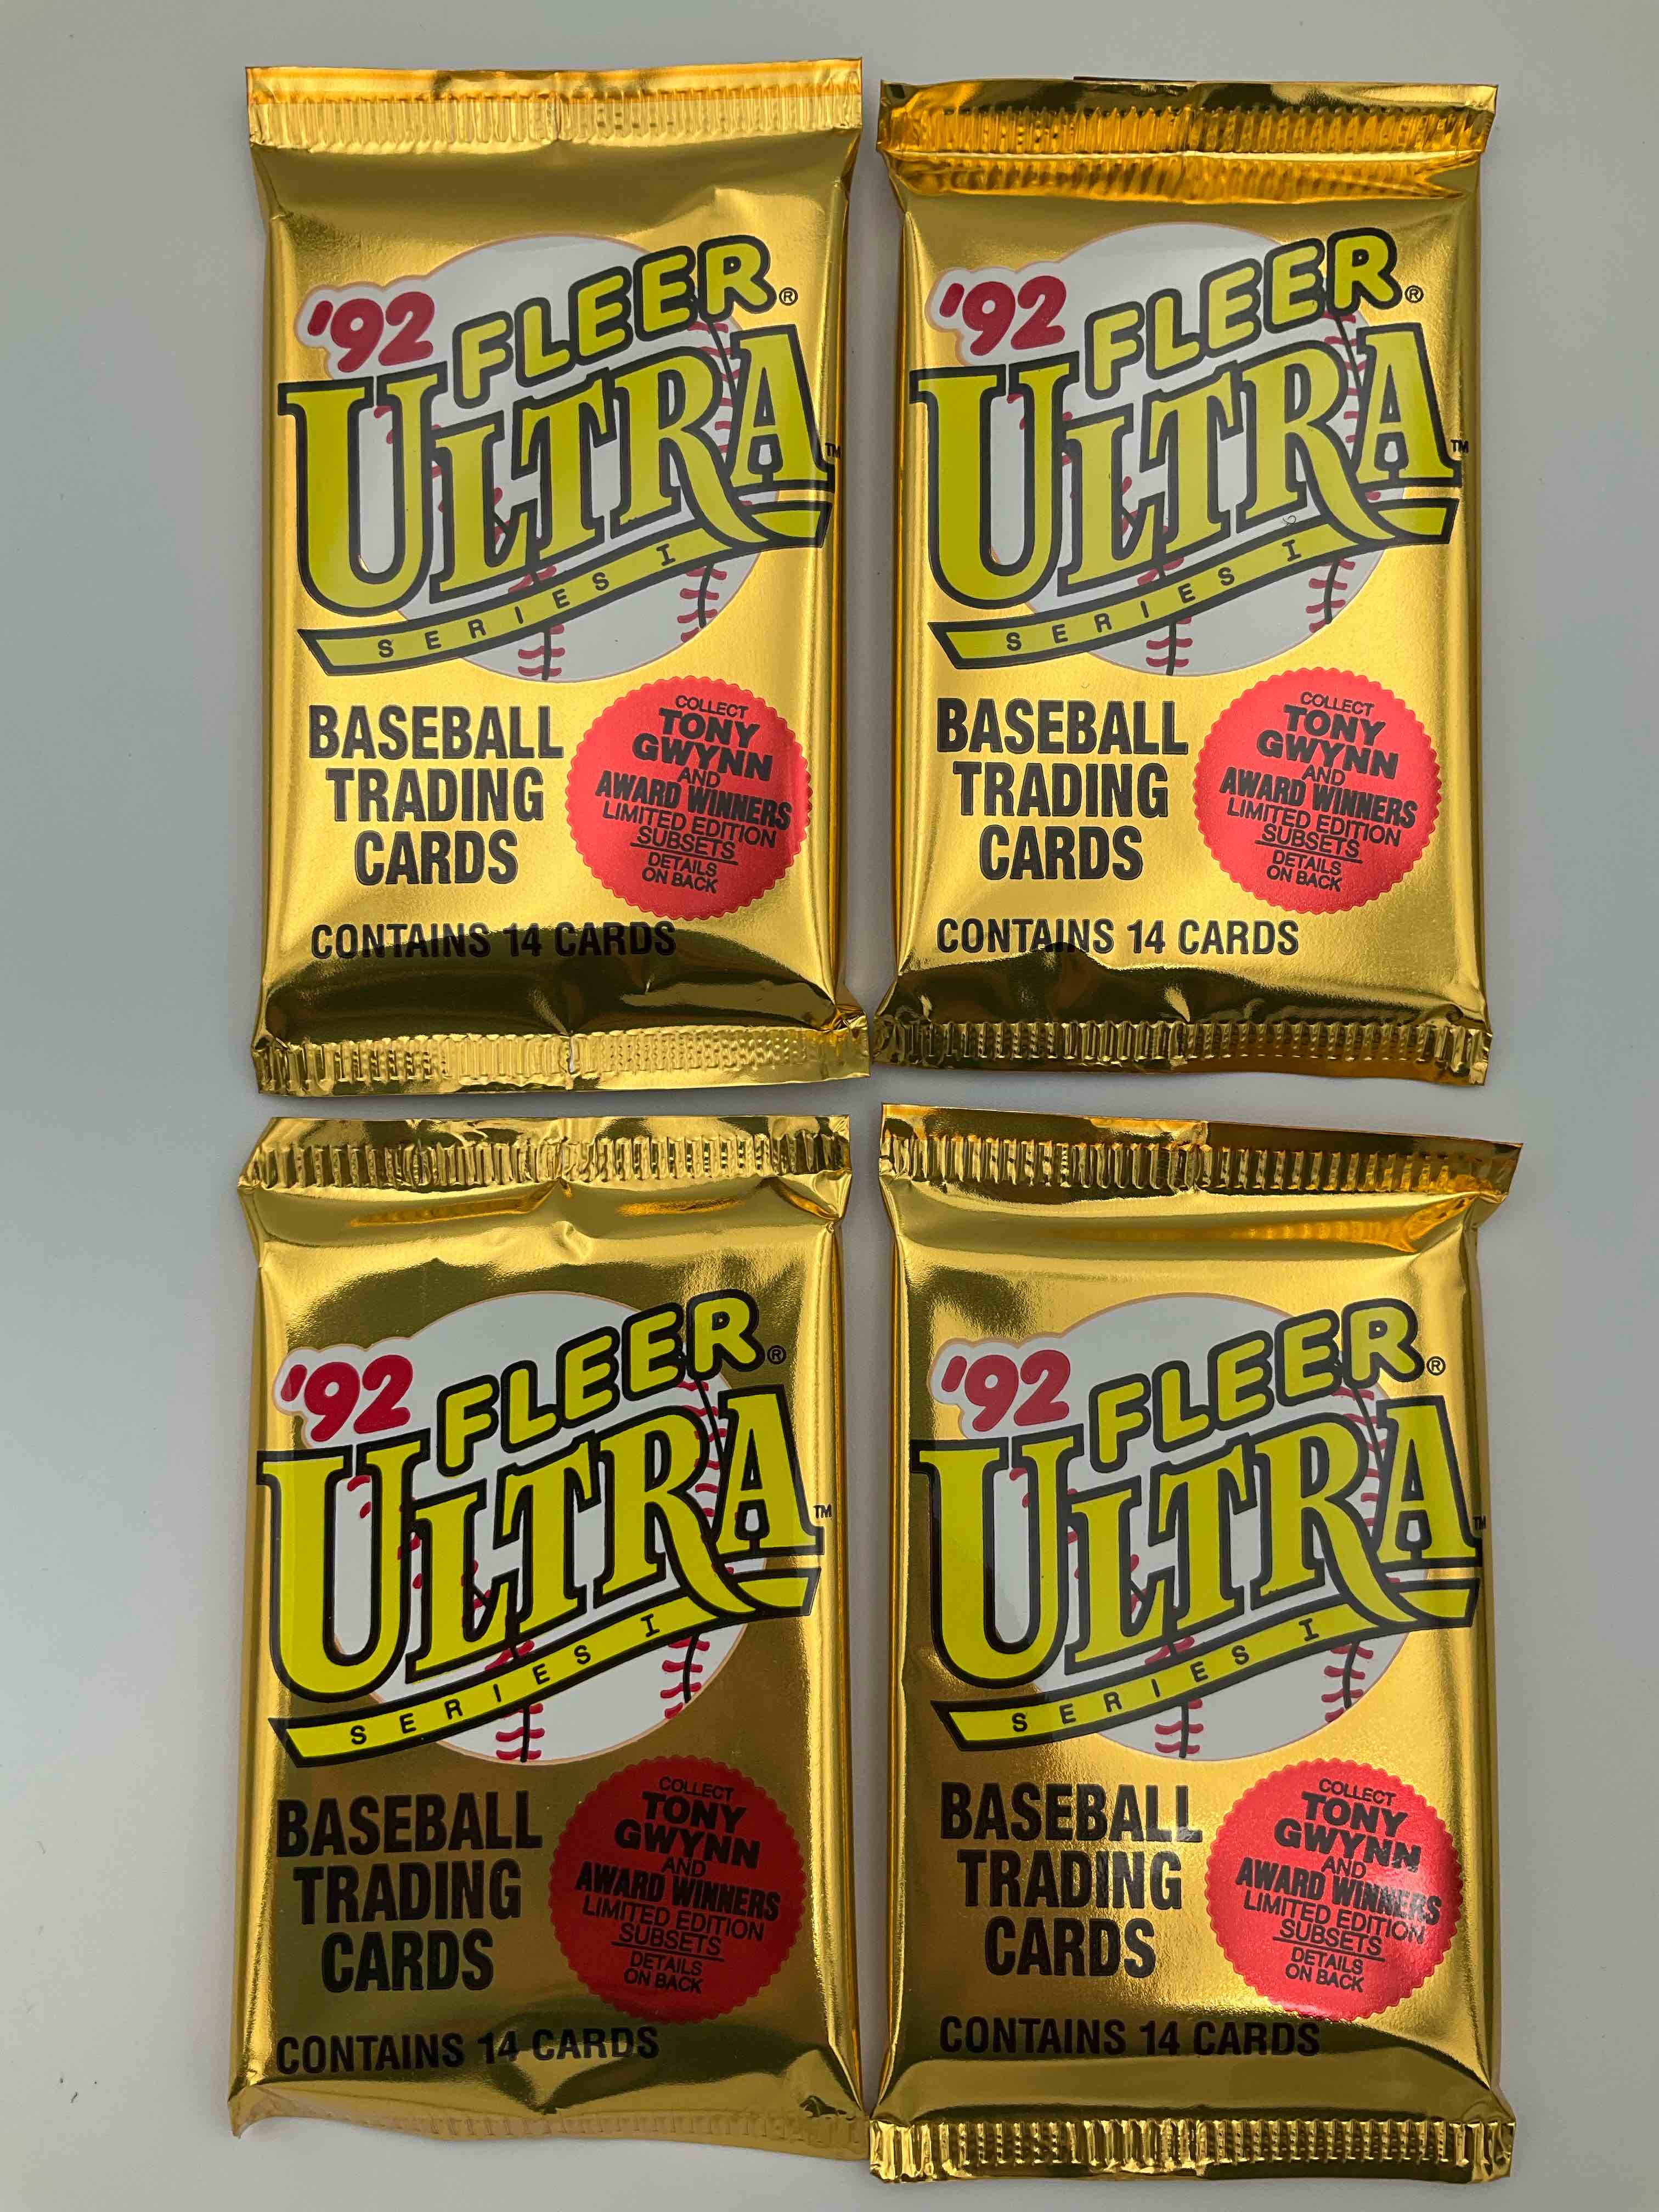 '92 FLEER®
ULTRA™
SERIES I
BASEBALL
TRADING
CARDS
COLLECT
TONY
GWYNN
AND
AWARD WINNERS
LIMITED EDITION
SUBSETS
DETAILS
ON BACK
CONTAINS 14 CARDS
'92 FLEER®
ULTRA™
SERIES I
BASEBALL
TRADING
CARDS
COLLECT
TONY
GWYNN
AND
AWARD WINNERS
LIMITED EDITION
SUBSETS
DETAILS
ON BACK
CONTAINS 14 CARDS
'92 FLEER®
ULTRA™
SERIES I
BASEBALL
TRADING
CARDS
COLLECT
TONY
GWYNN
AND
AWARD WINNERS
LIMITED EDITION
SUBSETS
DETAILS
ON BACK
CONTAINS 14 CARDS
'92 FLEER®
ULTRA™
SERIES I
BASEBALL
TRADING
CARDS
COLLECT
TONY
GWYNN
AND
AWARD WINNERS
LIMITED EDITION
SUBSETS
DETAILS
ON BACK
CONTAINS 14 CARDS